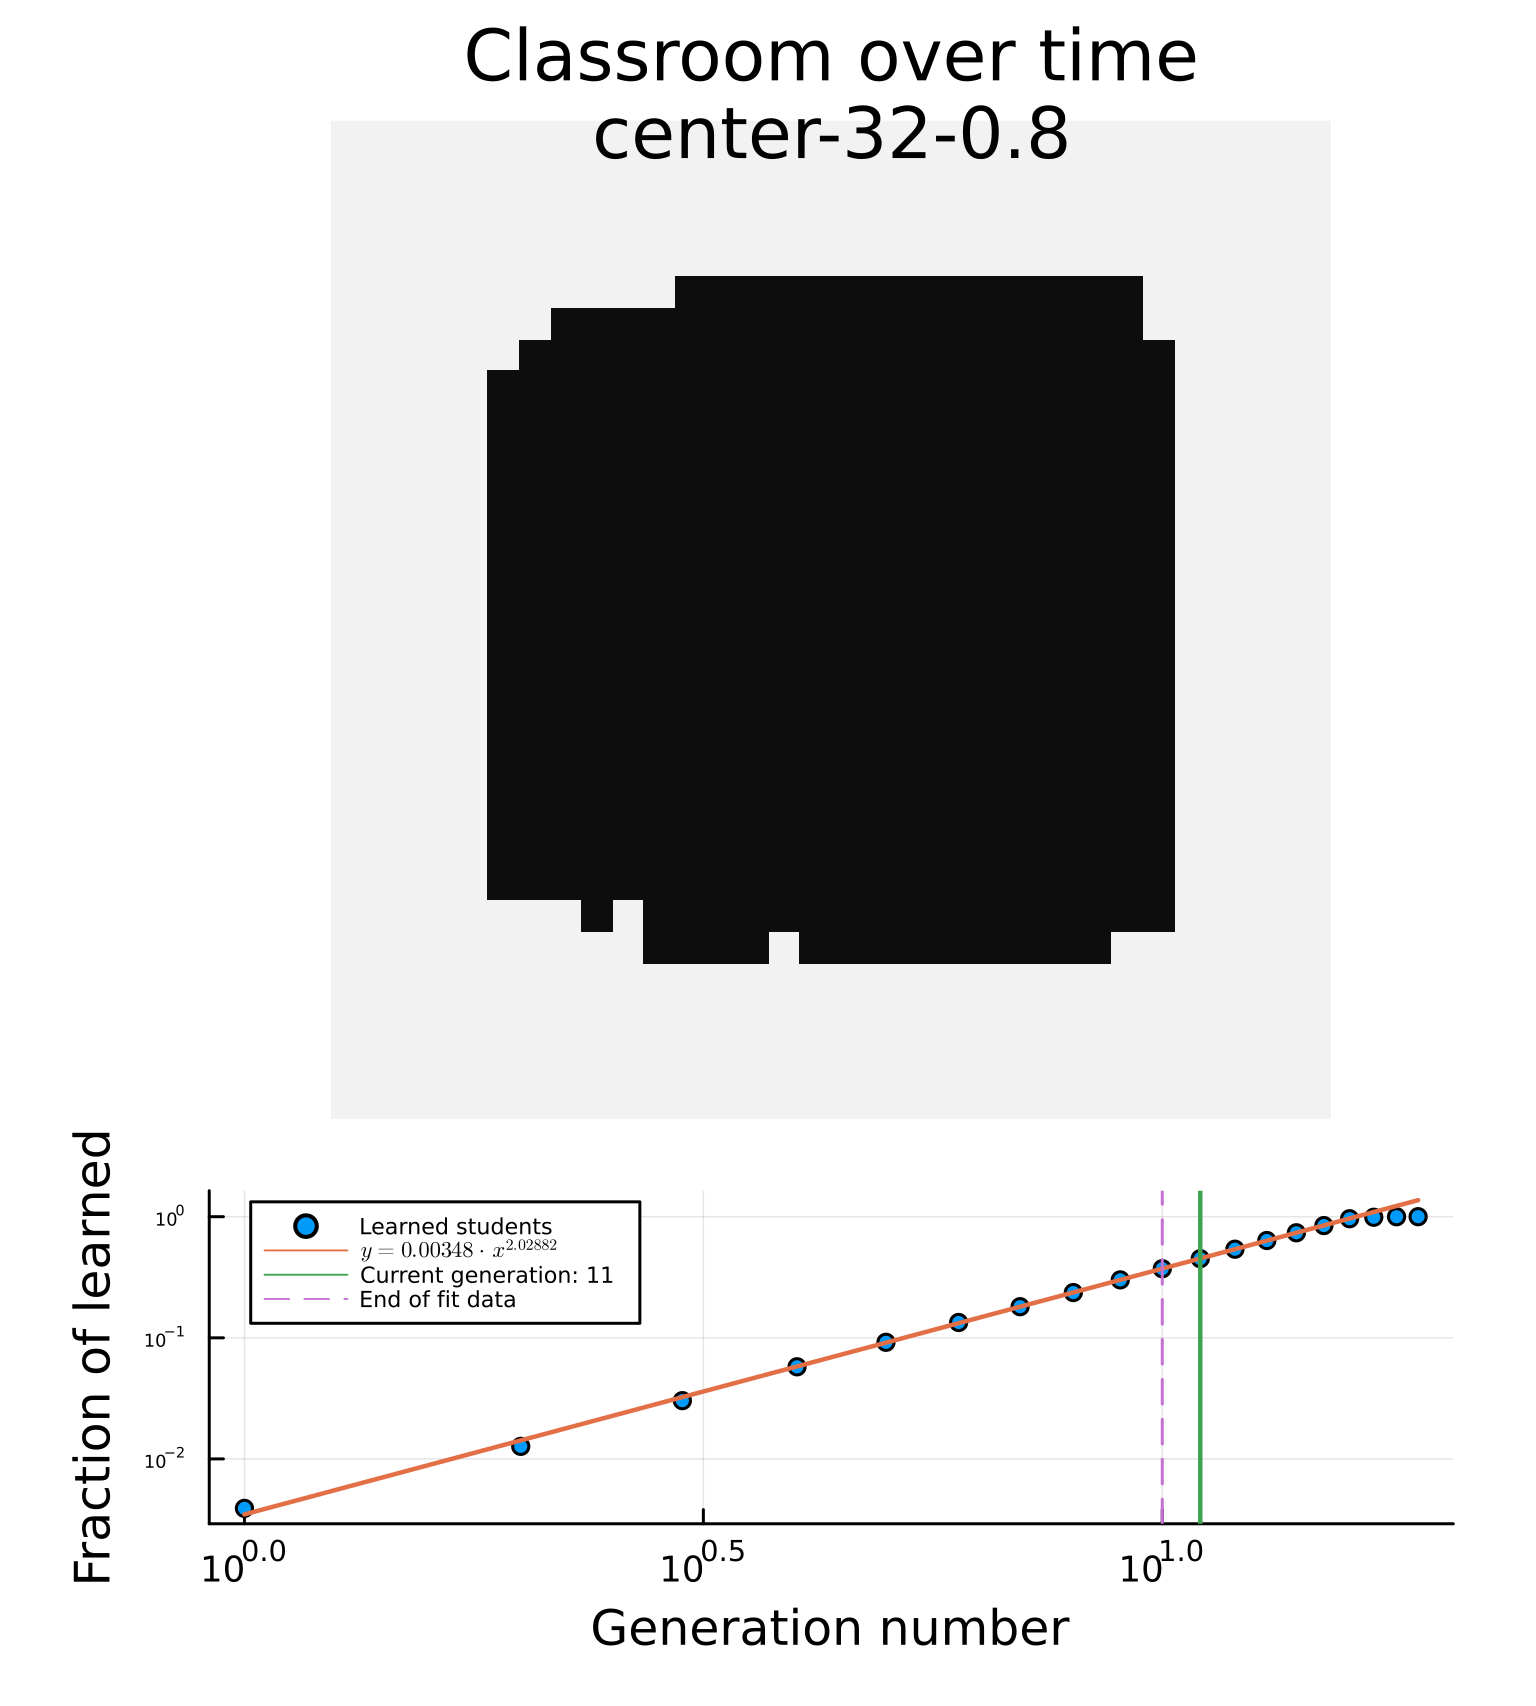 Classroom over time
center-32-0.8
Fraction of learned
10⁰
10⁻¹
10⁻²
Learned students
y = 0.00348 · x^2.02882
Current generation: 11
End of fit data
10^0.0 10^0.5 10^1.0
Generation number